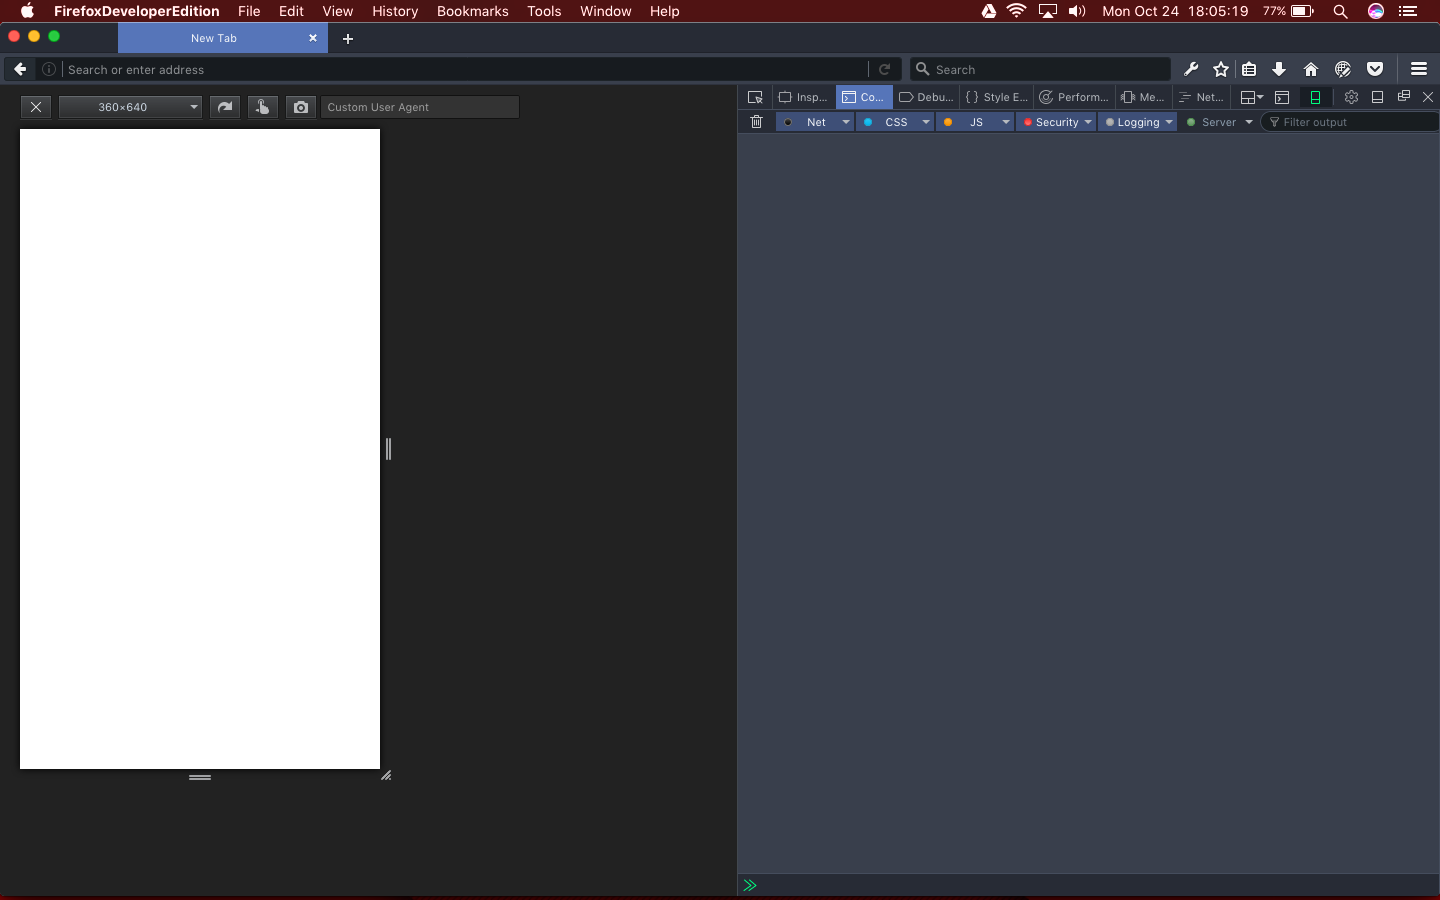 FirefoxDeveloperEdition File Edit View History Bookmarks Tools Window Help Mon Oct 24 18:05:19 77%
New Tab
Search or enter address Search
360×640 Custom User Agent
Insp... Co... Debu... { } Style E... Perform... Me... Net...
Net CSS JS Security Logging Server Filter output